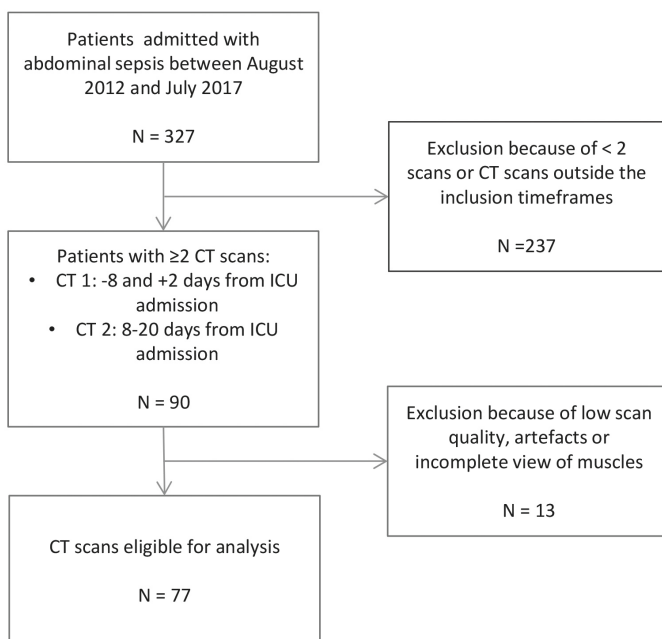 Patients admitted with
abdominal sepsis between August
2012 and July 2017
N = 327
Exclusion because of < 2
scans or CT scans outside the
inclusion timeframes
N =237
Patients with ≥2 CT scans:
• CT 1: -8 and +2 days from ICU
admission
• CT 2: 8-20 days from ICU
admission
N = 90
Exclusion because of low scan
quality, artefacts or
incomplete view of muscles
N = 13
CT scans eligible for analysis
N = 77